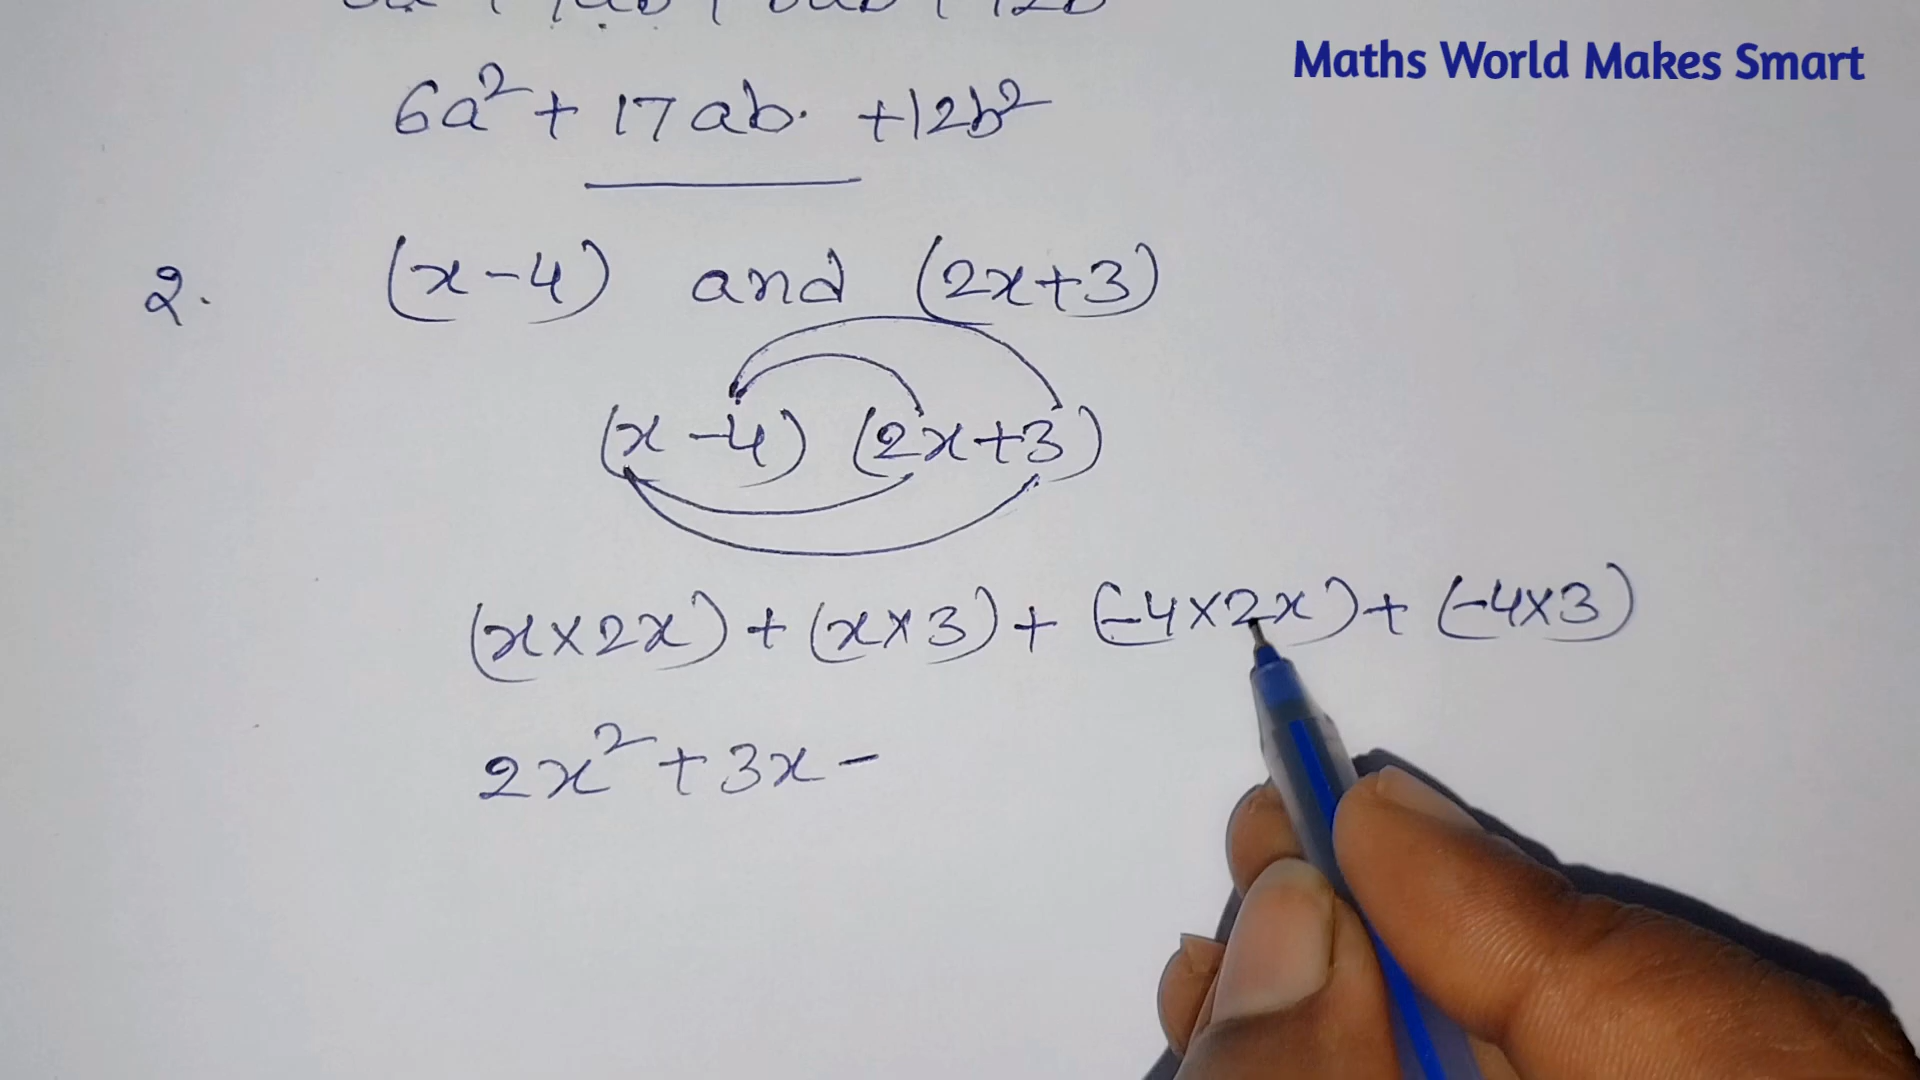 Maths World Makes Smart
6a² + 17ab. +12b²
2. (x-4) and (2x+3)
(x-4) (2x+3)
(x×2x) + (x×3) + (-4×2x) + (-4×3)
2x² + 3x -